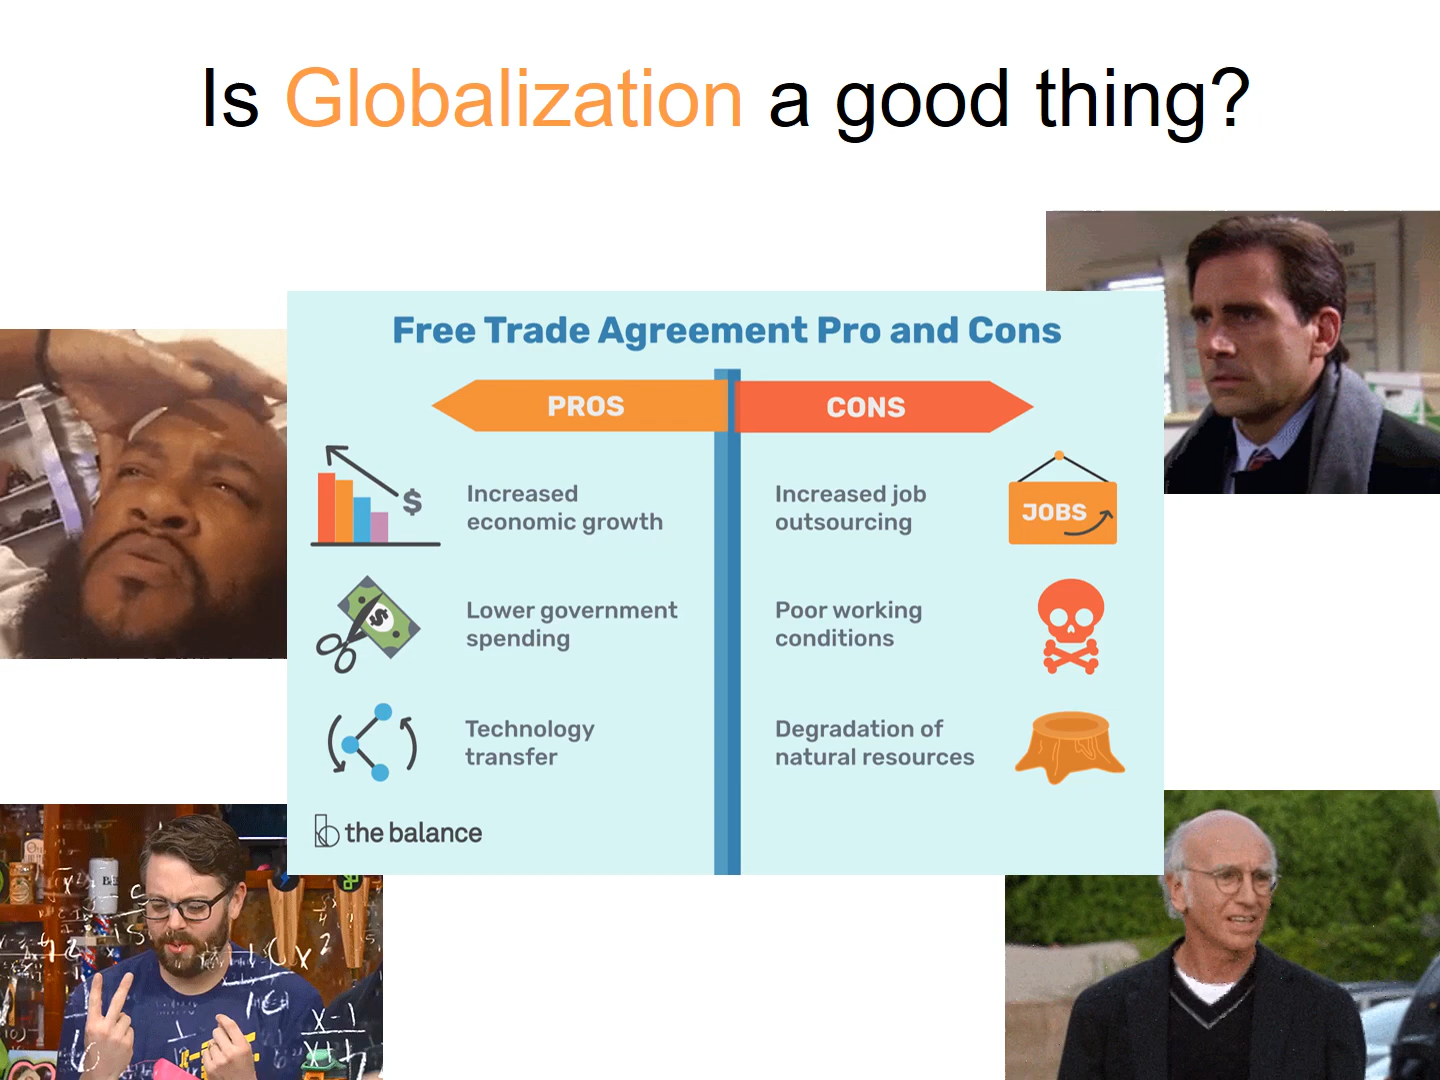 Is Globalization a good thing?
Free Trade Agreement Pro and Cons
PROS
CONS
$
Increased
economic growth
Increased job
outsourcing
JOBS
$
Lower government
spending
Poor working
conditions
Technology
transfer
Degradation of
natural resources
the balance
x-1